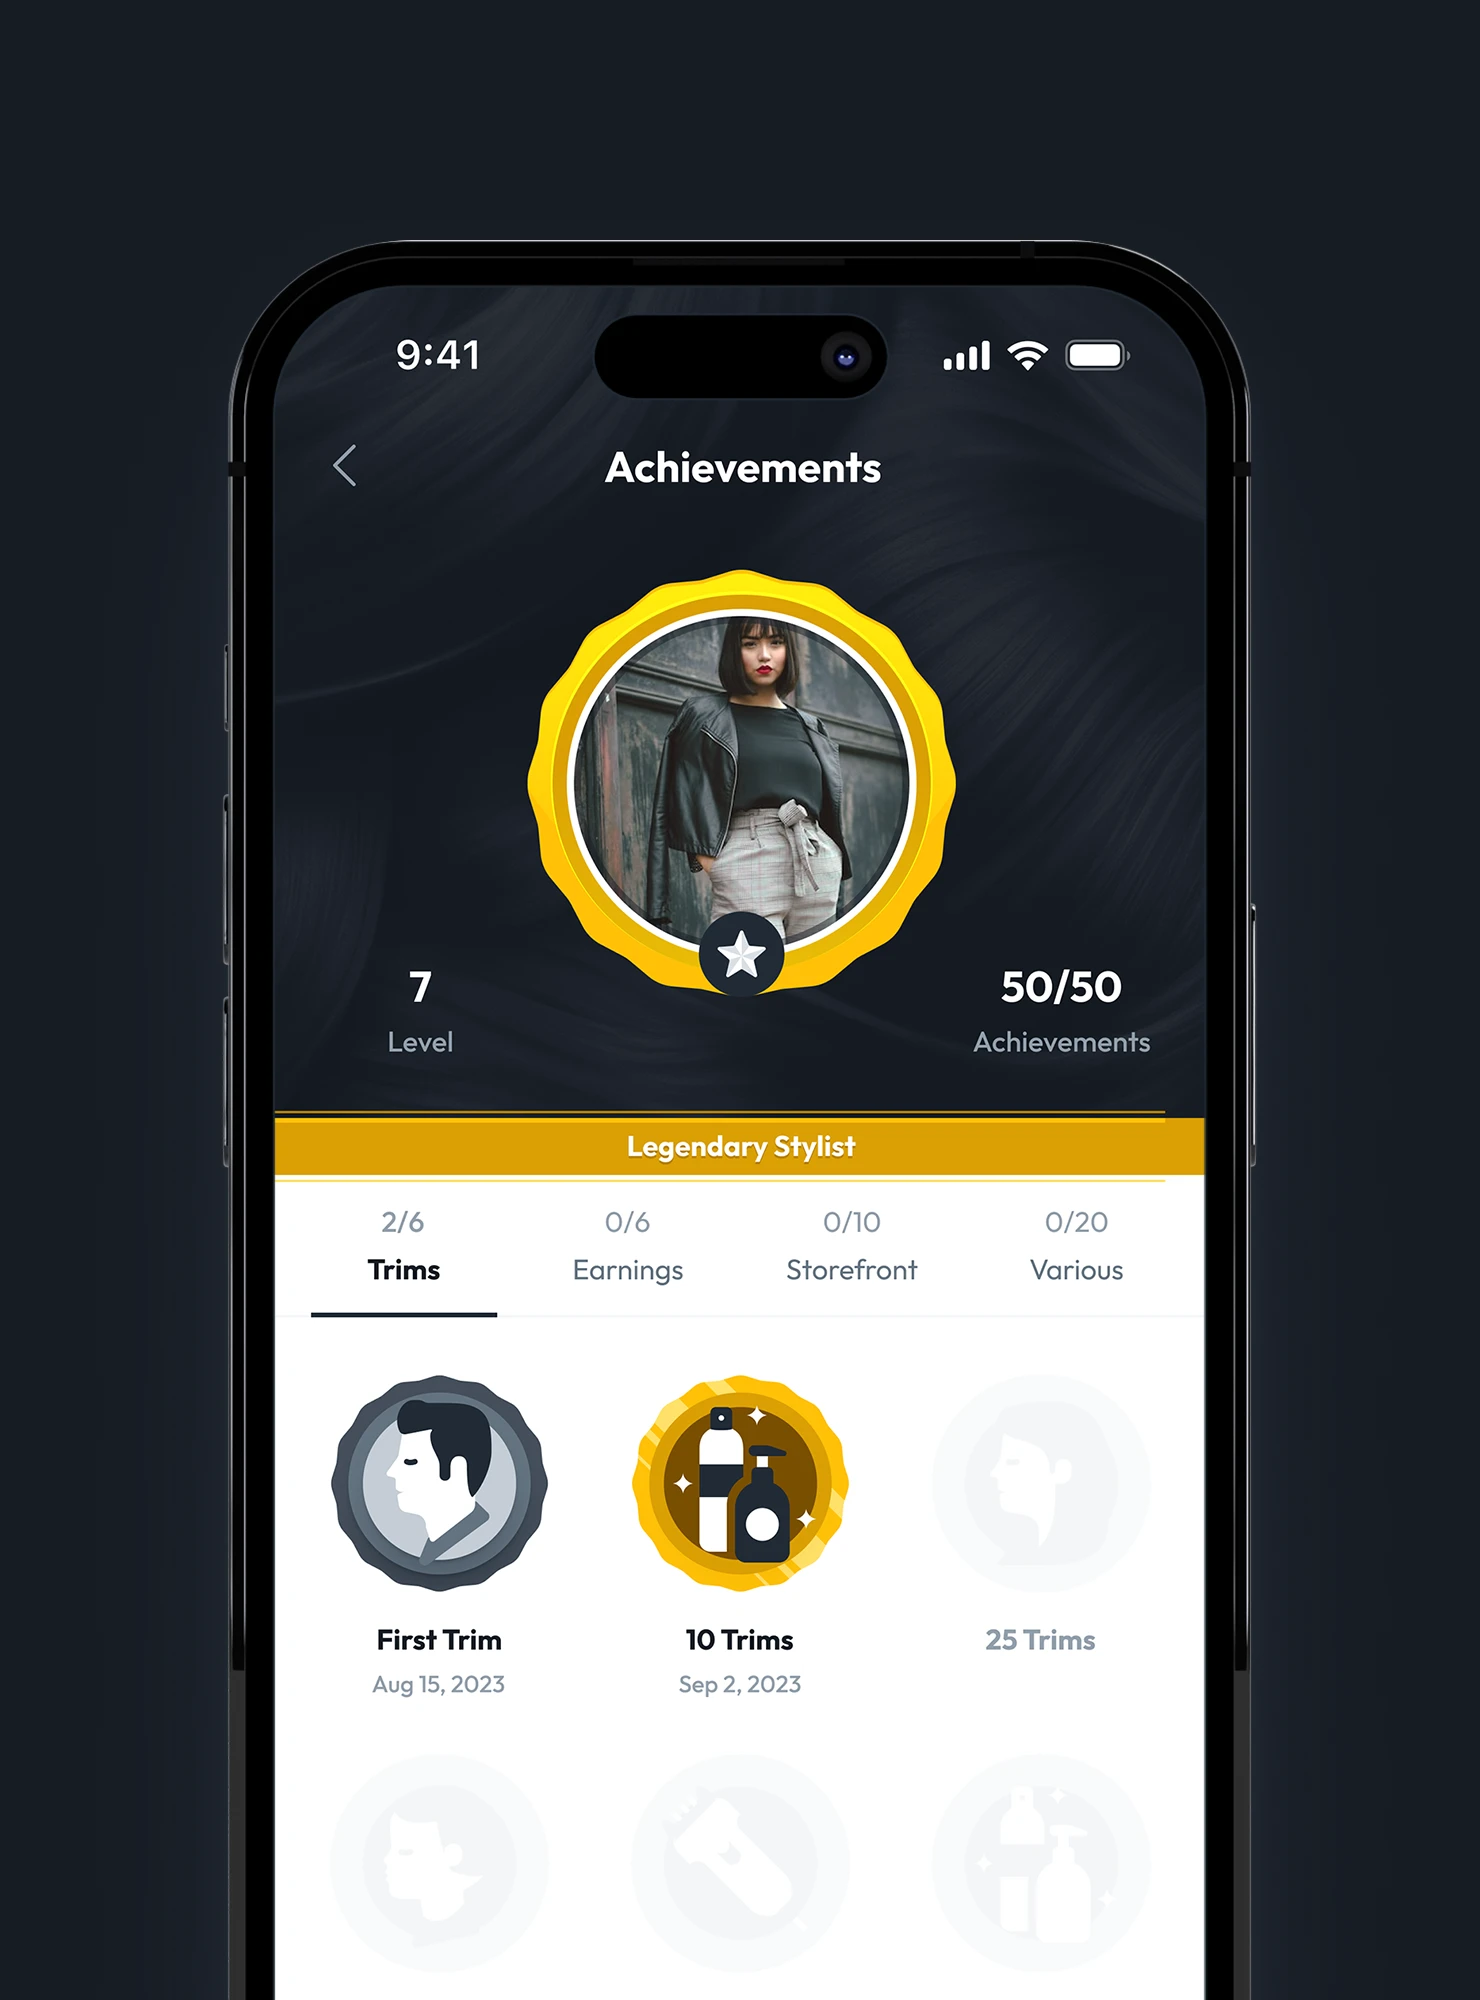 9:41
Achievements
7
Level
50/50
Achievements
Legendary Stylist
2/6
Trims
0/6
Earnings
0/10
Storefront
0/20
Various
First Trim
Aug 15, 2023
10 Trims
Sep 2, 2023
25 Trims